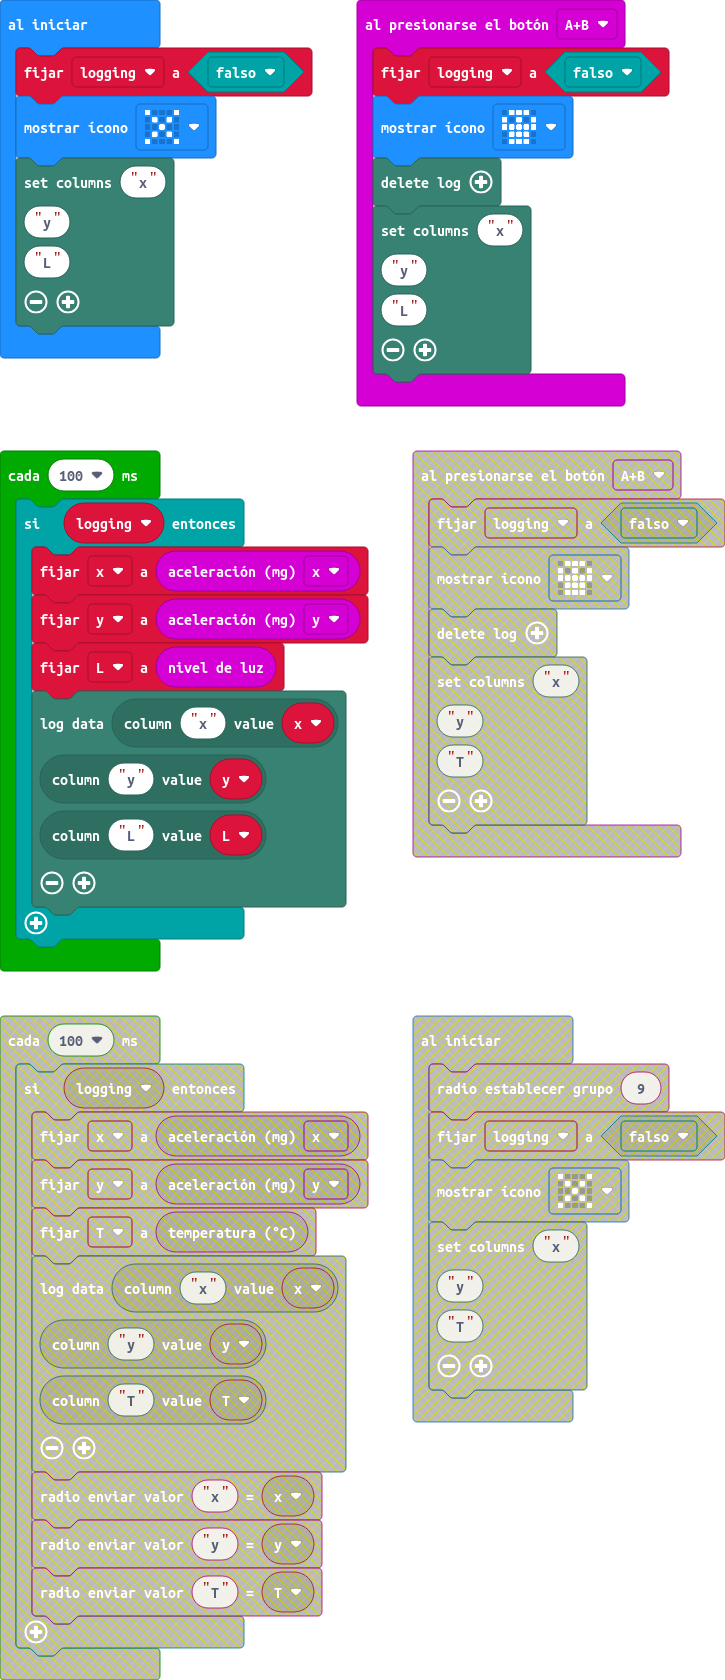 al iniciar
fijar logging a falso
mostrar ícono
set columns "x"
"y"
"L"
al presionarse el botón A+B
fijar logging a falso
mostrar ícono
delete log
set columns "x"
"y"
"L"
cada 100 ms
si logging entonces
fijar x a aceleración (mg) x
fijar y a aceleración (mg) y
fijar L a nivel de luz
log data column "x" value x
column "y" value y
column "L" value L
al presionarse el botón A+B
fijar logging a falso
mostrar ícono
delete log
set columns "x"
"y"
"T"
cada 100 ms
si logging entonces
fijar x a aceleración (mg) x
fijar y a aceleración (mg) y
fijar T a temperatura (°C)
log data column "x" value x
column "y" value y
column "T" value T
radio enviar valor "x" = x
radio enviar valor "y" = y
radio enviar valor "T" = T
al iniciar
radio establecer grupo 9
fijar logging a falso
mostrar ícono
set columns "x"
"y"
"T"